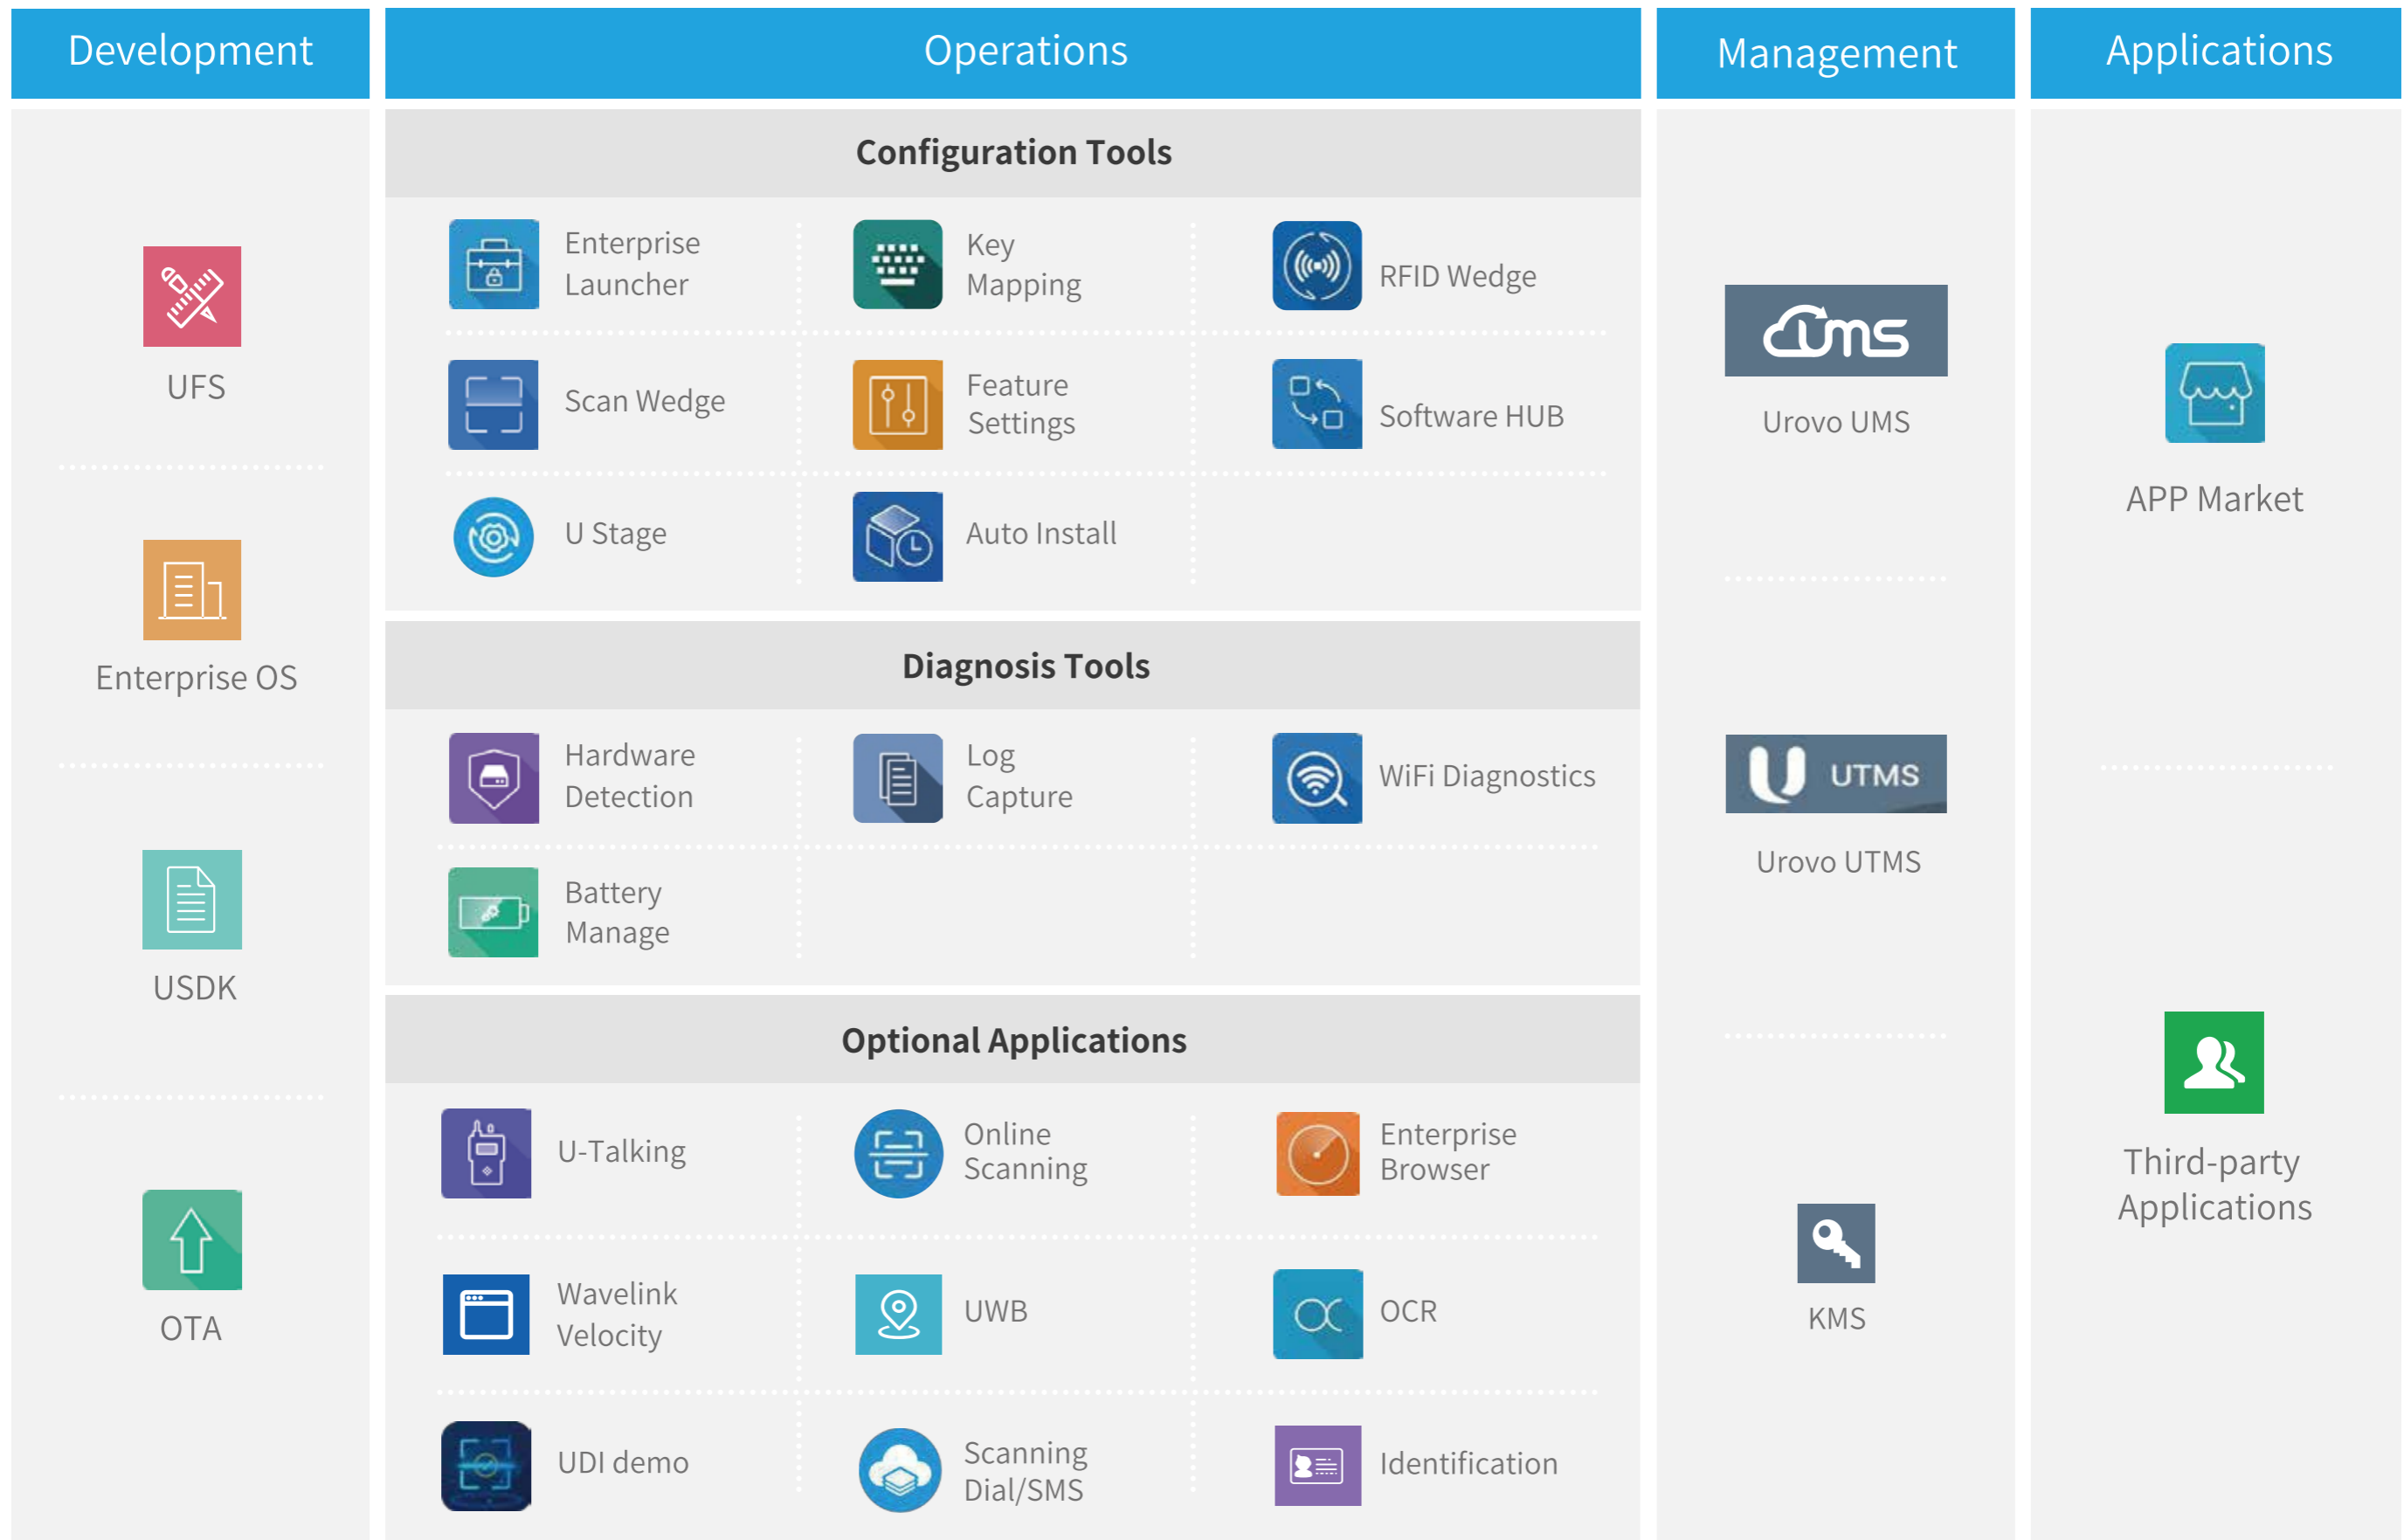 Development
Operations
Management
Applications
UFS
Enterprise OS
USDK
OTA
Configuration Tools
Enterprise
Launcher
Key
Mapping
RFID Wedge
Scan Wedge
Feature
Settings
Software HUB
U Stage
Auto Install
Diagnosis Tools
Hardware
Detection
Log
Capture
WiFi Diagnostics
Battery
Manage
Optional Applications
U-Talking
Online
Scanning
Enterprise
Browser
Wavelink
Velocity
UWB
OCR
UDI demo
Scanning
Dial/SMS
Identification
ums
Urovo UMS
UTMS
Urovo UTMS
KMS
APP Market
Third-party
Applications